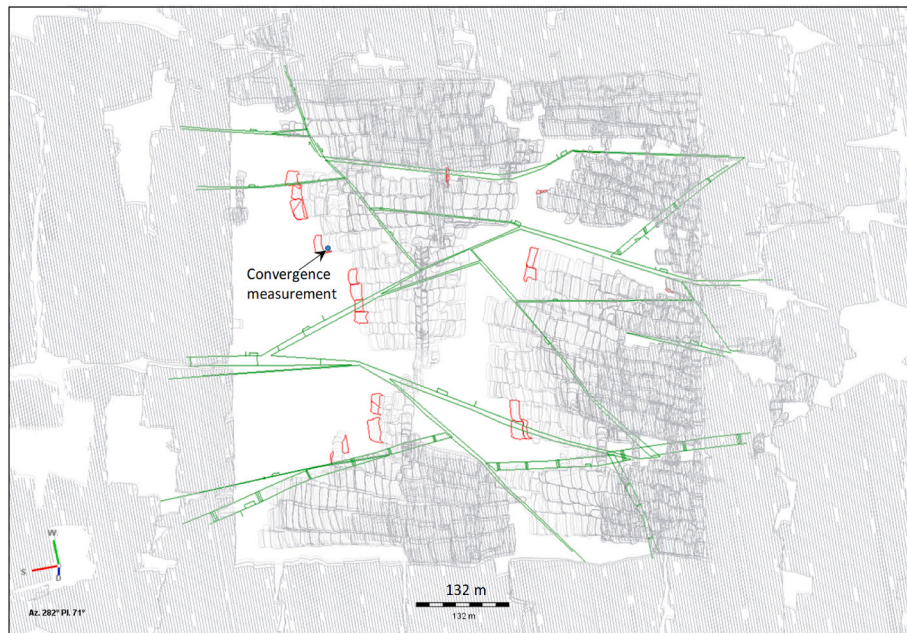 Convergence
measurement
W
S
D
132 m
132 m
Az. 282° Pl. 71°